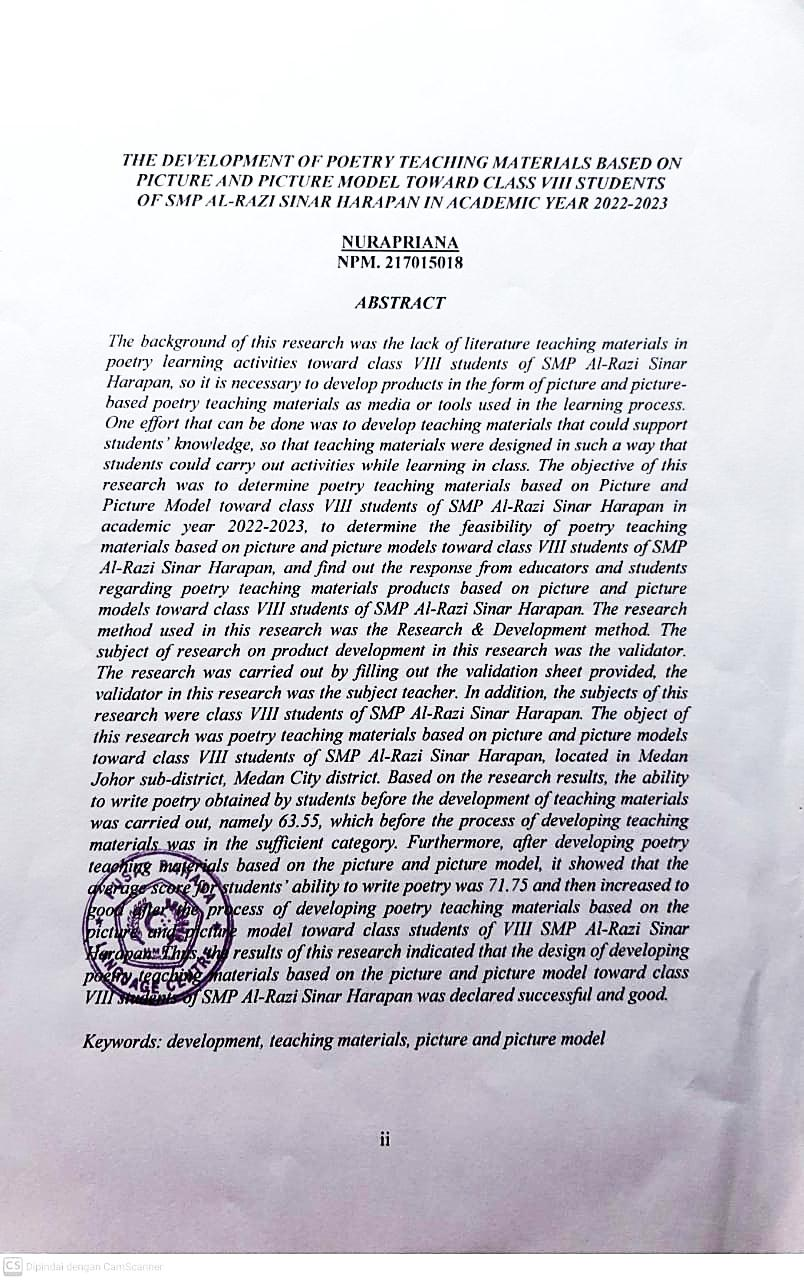 THE DEVELOPMENT OF POETRY TEACHING MATERIALS BASED ON
PICTURE AND PICTURE MODEL TOWARD CLASS VIII STUDENTS
OF SMP AL-RAZI SINAR HARAPAN IN ACADEMIC YEAR 2022-2023
NURAPRIANA
NPM. 217015018
ABSTRACT
The background of this research was the lack of literature teaching materials in
poetry learning activities toward class VIII students of SMP Al-Razi Sinar
Harapan, so it is necessary to develop products in the form of picture and picture-
based poetry teaching materials as media or tools used in the learning process.
One effort that can be done was to develop teaching materials that could support
students' knowledge, so that teaching materials were designed in such a way that
students could carry out activities while learning in class. The objective of this
research was to determine poetry teaching materials based on Picture and
Picture Model toward class VIII students of SMP Al-Razi Sinar Harapan in
academic year 2022-2023, to determine the feasibility of poetry teaching
materials based on picture and picture models toward class VIII students of SMP
Al-Razi Sinar Harapan, and find out the response from educators and students
regarding poetry teaching materials products based on picture and picture
models toward class VIII students of SMP Al-Razi Sinar Harapan. The research
method used in this research was the Research & Development method. The
subject of research on product development in this research was the validator.
The research was carried out by filling out the validation sheet provided, the
validator in this research was the subject teacher. In addition, the subjects of this
research were class VIII students of SMP Al-Razi Sinar Harapan. The object of
this research was poetry teaching materials based on picture and picture models
toward class VIII students of SMP Al-Razi Sinar Harapan, located in Medan
Johor sub-district, Medan City district. Based on the research results, the ability
to write poetry obtained by students before the development of teaching materials
was carried out, namely 63.55, which before the process of developing teaching
materials was in the sufficient category. Furthermore, after developing poetry
teaching materials based on the picture and picture model, it showed that the
average score for students' ability to write poetry was 71.75 and then increased to
good after the process of developing poetry teaching materials based on the
picture and picture model toward class students of VIII SMP Al-Razi Sinar
Harapan. Thus, the results of this research indicated that the design of developing
poetry teaching materials based on the picture and picture model toward class
VIII students of SMP Al-Razi Sinar Harapan was declared successful and good.
PUSAT BAHASA
LANGUAGE CENTRE
Keywords: development, teaching materials, picture and picture model
ii
CS Dipindai dengan CamScanner